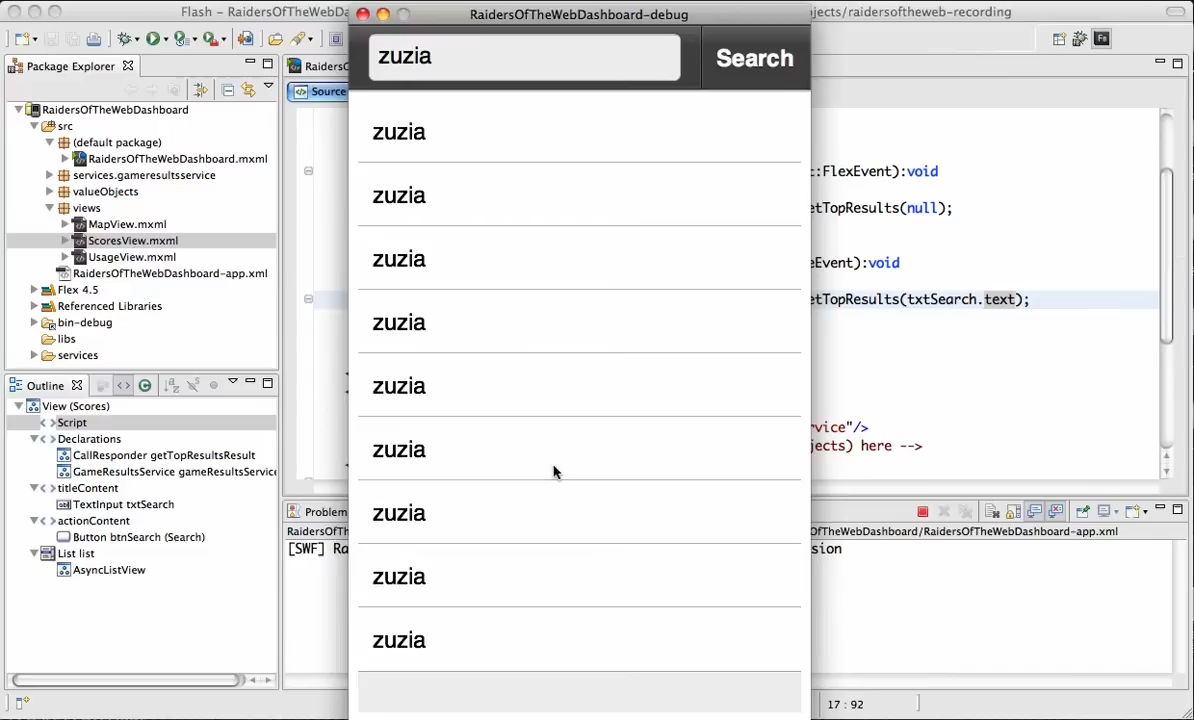 Flash - RaidersOfTheWebDa
RaidersOfTheWebDashboard-debug
jects/raidersoftheweb-recording
zuzia
Search
Package Explorer
RaidersOfTheWebDashboard
src
(default package)
RaidersOfTheWebDashboard.mxml
services.gameresultsservice
valueObjects
views
MapView.mxml
ScoresView.mxml
UsageView.mxml
RaidersOfTheWebDashboard-app.xml
Flex 4.5
Referenced Libraries
bin-debug
libs
services
Outline
View (Scores)
Script
Declarations
CallResponder getTopResultsResult
GameResultsService gameResultsService
titleContent
TextInput txtSearch
actionContent
Button btnSearch (Search)
List list
AsyncListView
RaidersO
Source
zuzia
zuzia
zuzia
zuzia
zuzia
zuzia
zuzia
zuzia
zuzia
t:FlexEvent):void
etTopResults(null);
eEvent):void
etTopResults(txtSearch.text);
rvice"/>
jects) here -->
Problem
RaidersO
fTheWebDashboard/RaidersOfTheWebDashboard-app.xml
[SWF] Ra
sion
17 : 92